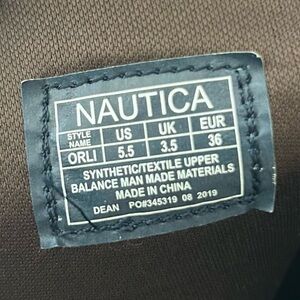 NAUTICA
STYLE NAME US UK EUR
ORLI 5.5 3.5 36
SYNTHETIC/TEXTILE UPPER
BALANCE MAN MADE MATERIALS
MADE IN CHINA
DEAN PO#345319 08 2019